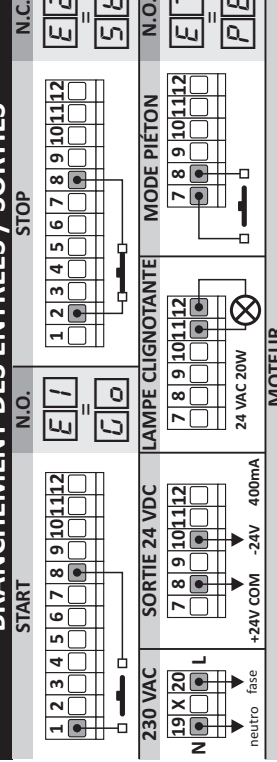 BRANCHEMENT DES ENTRÉES / SORTIES
START
N.O.
STOP
N.C.
1 2 3 4 5 6 7 8 9 10 11 12
E1
=
Go
1 2 3 4 5 6 7 8 9 10 11 12
=
230 VAC
SORTIE 24 VDC
LAMPE CLIGNOTANTE
MODE PIÉTON
N.O.
19 X 20
N L
neutro fase
7 8 9 10 11 12
+24V COM -24V 400mA
7 8 9 10 11 12
24 VAC 20W
7 8 9 10 11 12
=
MOTEUR